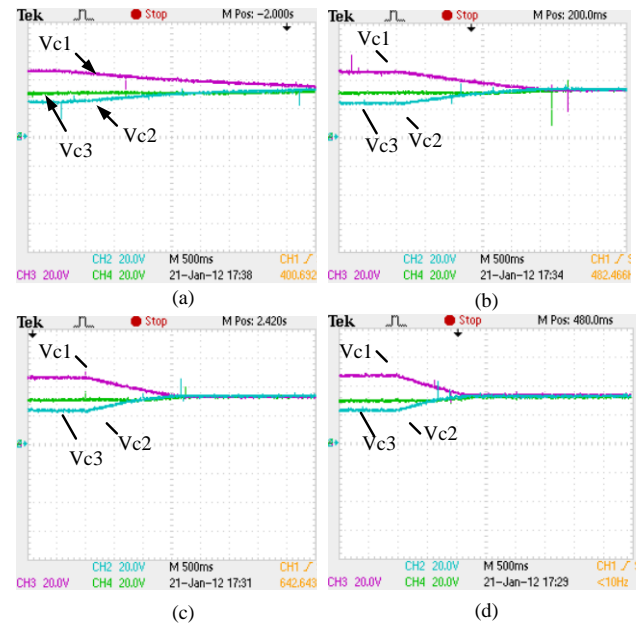 Tek Stop M Pos: -2.000s
Vc1
Vc2
Vc3
CH2 20.0V M 500ms CH1
CH3 20.0V CH4 20.0V 21-Jan-12 17:38 400.692
(a)
Tek Stop M Pos: 200.0ms
Vc1
Vc2
Vc3
CH2 20.0V M 500ms CH1
CH3 20.0V CH4 20.0V 21-Jan-12 17:34 482.466
(b)
Tek Stop M Pos: 2.420s
Vc1
Vc2
Vc3
CH2 20.0V M 500ms CH1
CH3 20.0V CH4 20.0V 21-Jan-12 17:31 642.643
(c)
Tek Stop M Pos: 480.0ms
Vc1
Vc2
Vc3
CH2 20.0V M 500ms CH1
CH3 20.0V CH4 20.0V 21-Jan-12 17:29 <10Hz
(d)